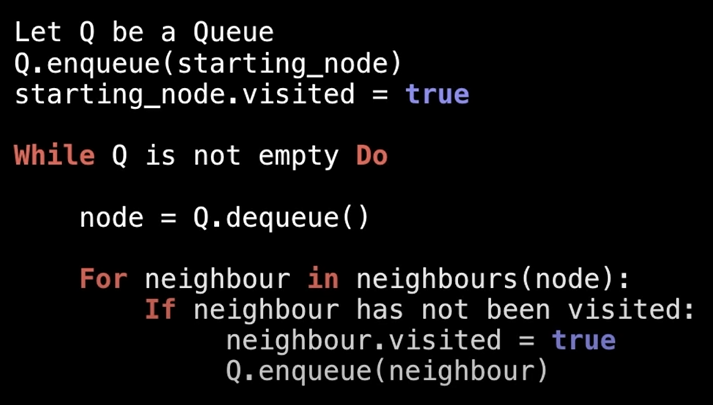 Let Q be a Queue
Q.enqueue(starting_node)
starting_node.visited = true
While Q is not empty Do
node = Q.dequeue()
For neighbour in neighbours(node):
If neighbour has not been visited:
neighbour.visited = true
Q.enqueue(neighbour)